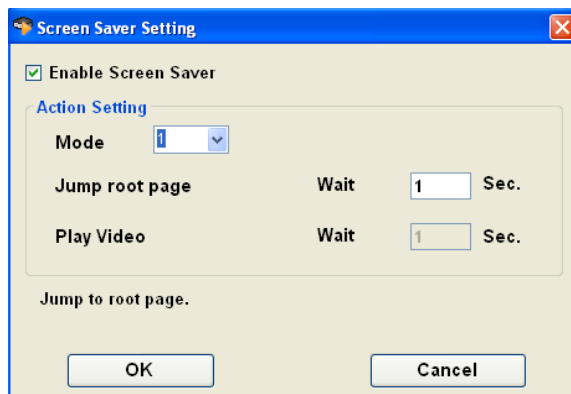 Screen Saver Setting
Enable Screen Saver
Action Setting
Mode 1
Jump root page Wait 1 Sec.
Play Video Wait 1 Sec.
Jump to root page.
OK Cancel